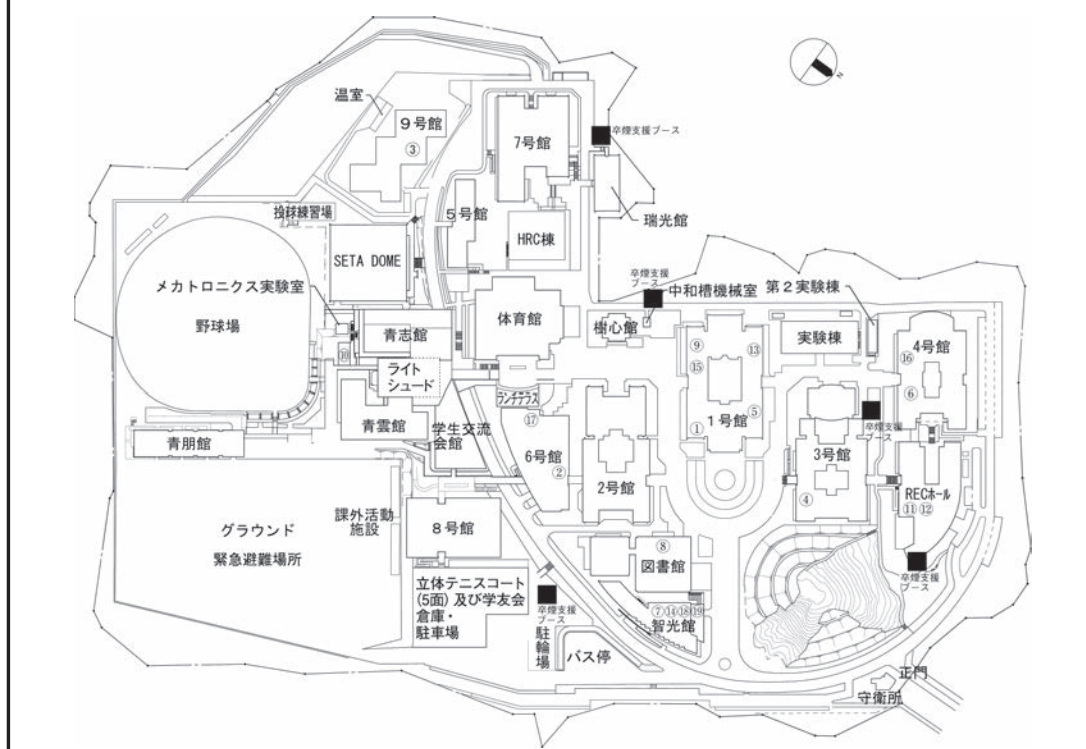 N
温室
9号館
③
7号館
卒煙支援ブース
瑞光館
投球練習場
5号館
HRC棟
SETA DOME
メカトロニクス実験室
野球場
⑩
青志館
体育館
卒煙支援
ブース
中和槽機械室
第2実験棟
樹心館
実験棟
4号館
⑯
⑥
⑨
⑬
⑮
1号館
⑤
①
ライト
シュード
ランチテラス
⑰
青雲館
学生交流
会館
青朋館
6号館
②
2号館
卒煙支援
ブース
3号館
④
RECホール
⑪⑫
卒煙支援
ブース
グラウンド
緊急避難場所
課外活動
施設
8号館
⑧
図書館
⑦⑭⑱⑲
智光館
立体テニスコート
(5面)及び学友会
倉庫・
駐車場
卒煙支援
ブース
駐輪場
バス停
正門
守衛所